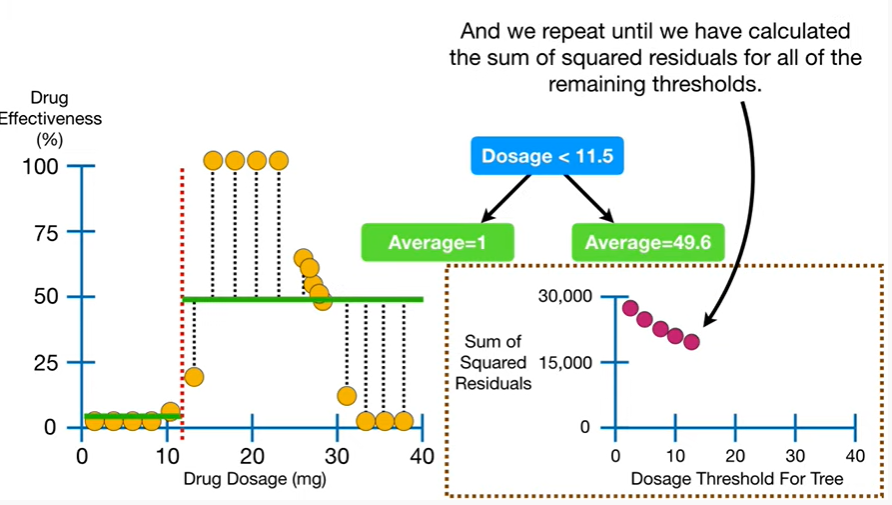 And we repeat until we have calculated
the sum of squared residuals for all of the
remaining thresholds.
Drug
Effectiveness
(%)
100
75
50
25
0
0
10
20
30
40
Drug Dosage (mg)
Dosage < 11.5
Average=1
Average=49.6
Sum of
Squared
Residuals
30,000
15,000
0
0
10
20
30
40
Dosage Threshold For Tree